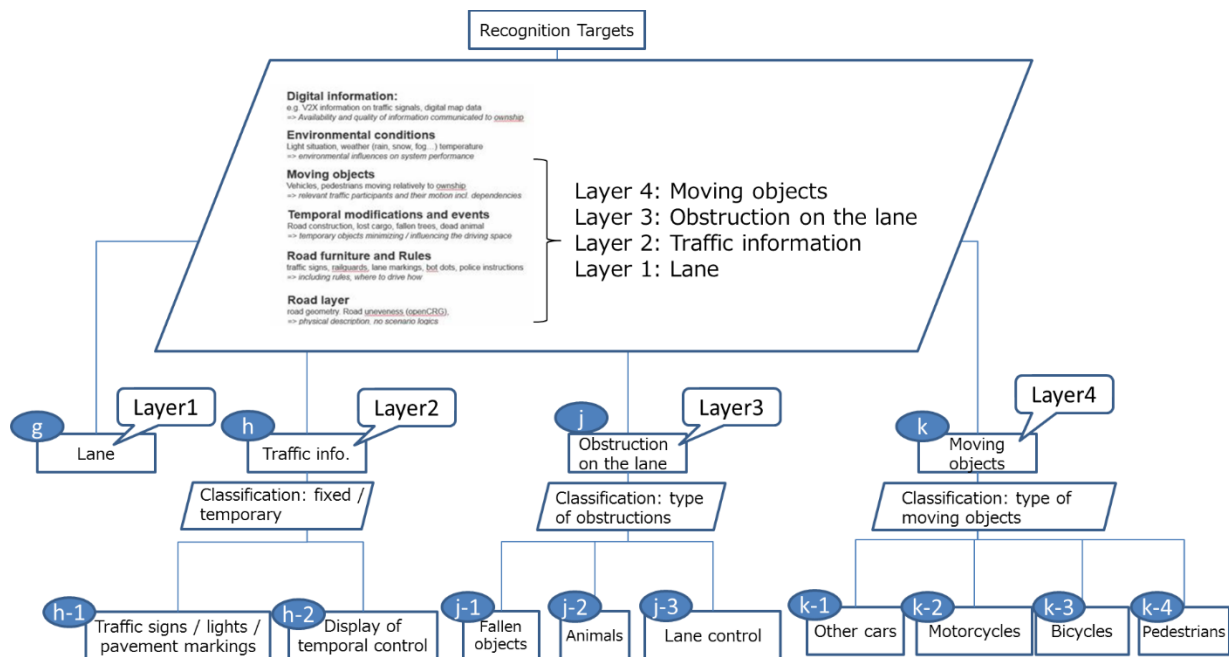 Recognition Targets
Digital information:
e.g. V2X information on traffic signals, digital map data
=> Availability and quality of information communicated to ownship
Environmental conditions
Light situation, weather (rain, snow, fog…) temperature
=> environmental influences on system performance
Moving objects
Vehicles, pedestrians moving relatively to ownship
=> relevant traffic participants and their motion incl. dependencies
Temporal modifications and events
Road construction, lost cargo, fallen trees, dead animal
=> temporary objects minimizing / influencing the driving space
Road furniture and Rules
traffic signs, railguards, lane markings, bot dots, police instructions
=> including rules, where to drive how
Road layer
road geometry. Road uneveness (openCRG),
=> physical description; no scenario logics
Layer 4: Moving objects
Layer 3: Obstruction on the lane
Layer 2: Traffic information
Layer 1: Lane
Layer1
g
Lane
Layer2
h
Traffic info.
Layer3
j
Obstruction
on the lane
Layer4
k
Moving
objects
Classification: fixed /
temporary
Classification: type
of obstructions
Classification: type of
moving objects
h-1
Traffic signs / lights /
pavement markings
h-2
Display of
temporal control
j-1
Fallen
objects
j-2
Animals
j-3
Lane control
k-1
Other cars
k-2
Motorcycles
k-3
Bicycles
k-4
Pedestrians